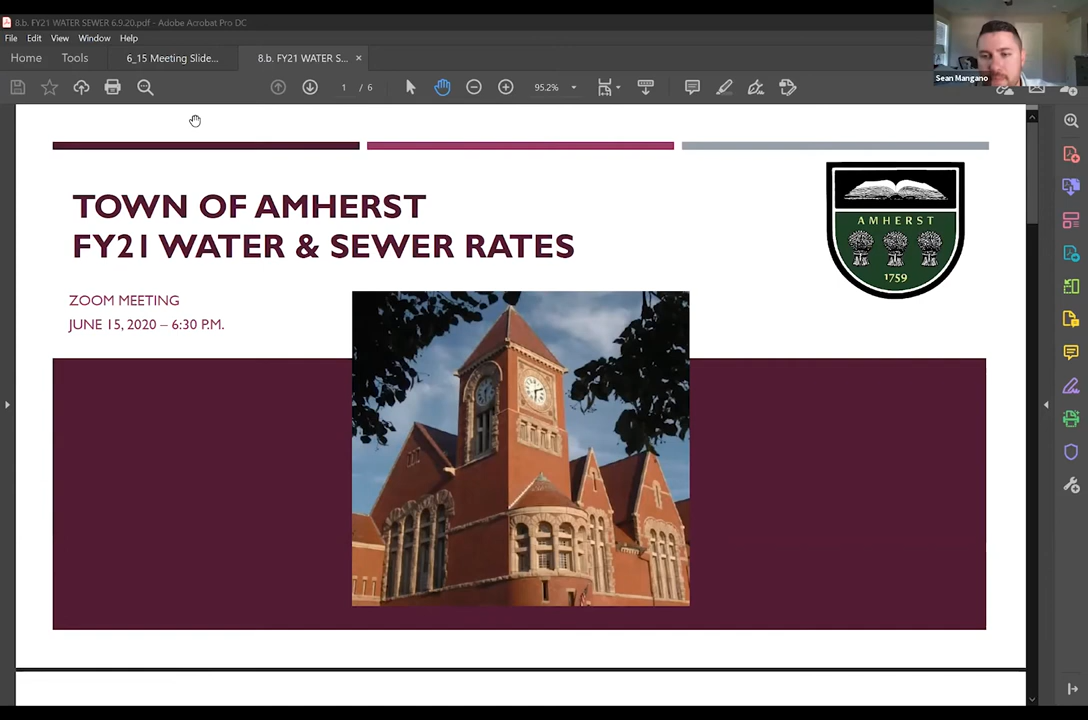 8.b. FY21 WATER SEWER 6.9.20.pdf - Adobe Acrobat Pro DC
File Edit View Window Help
Home Tools 6_15 Meeting Slide... 8.b. FY21 WATER S... ×
1 / 6 95.2%
Sean Mangano
TOWN OF AMHERST
FY21 WATER & SEWER RATES
ZOOM MEETING
JUNE 15, 2020 – 6:30 P.M.
AMHERST
1759